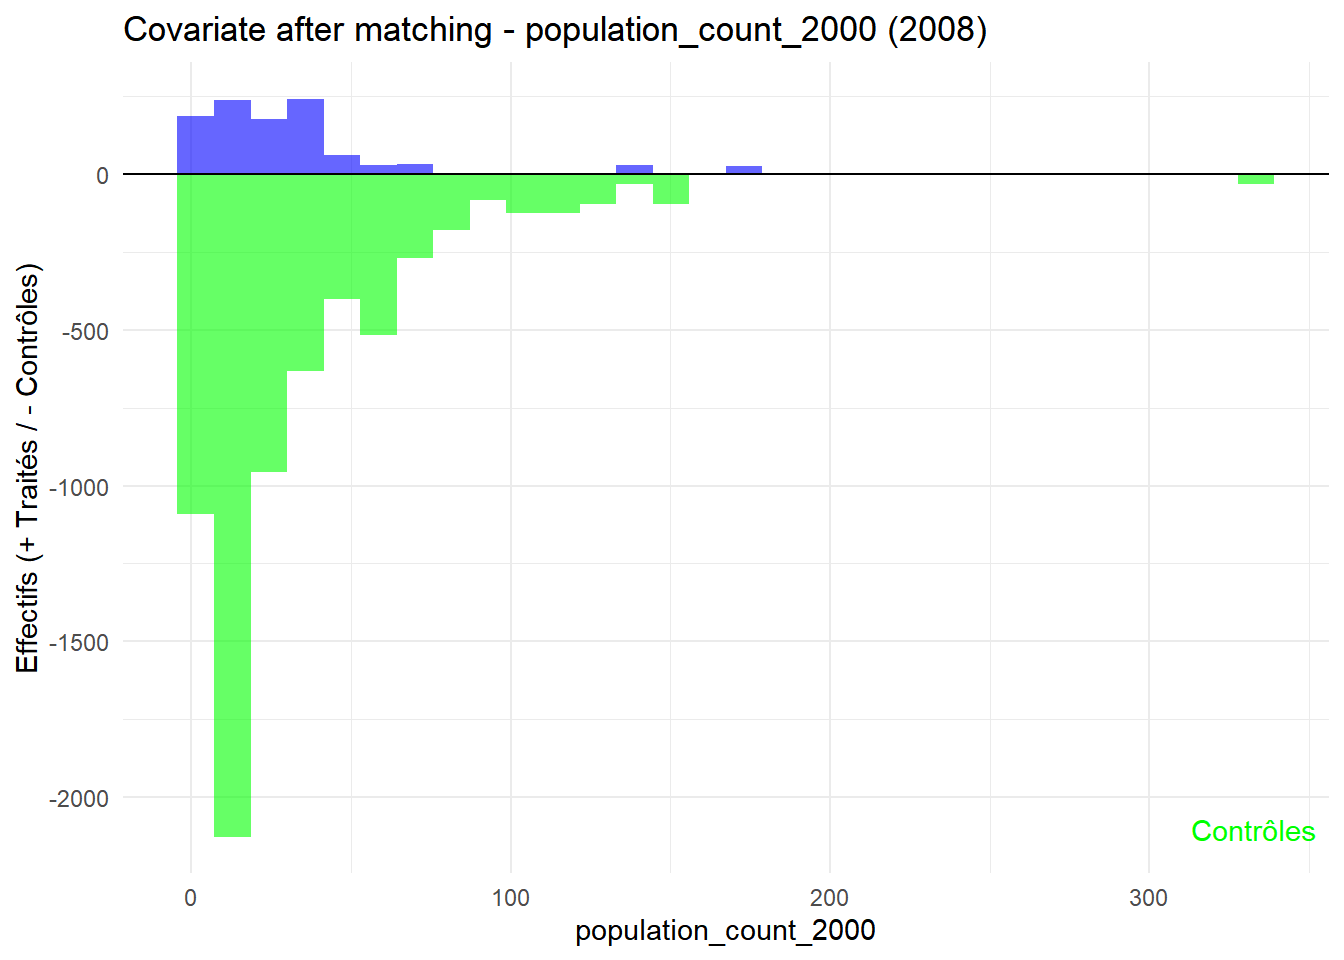 Covariate after matching - population_count_2000 (2008)
Effectifs (+ Traités / - Contrôles)
0
-500
-1000
-1500
-2000
Contrôles
0 100 200 300
population_count_2000